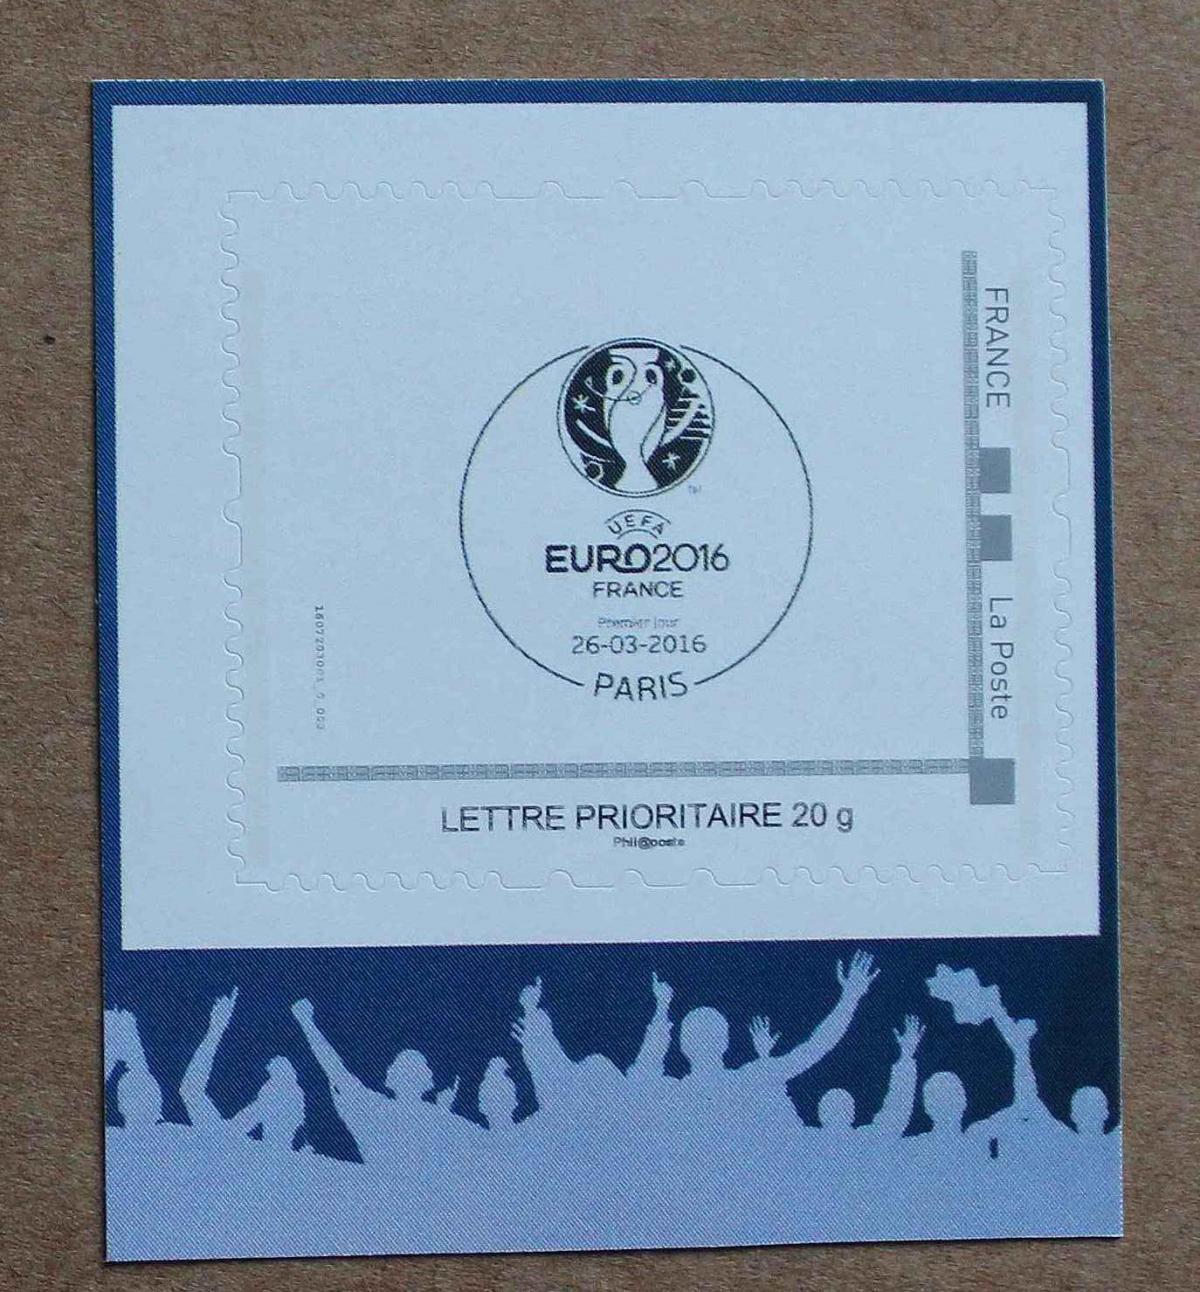 FRANCE
La Poste
UEFA
EURO2016
FRANCE
Premier jour
26-03-2016
PARIS
LETTRE PRIORITAIRE 20 g
Phil@poste